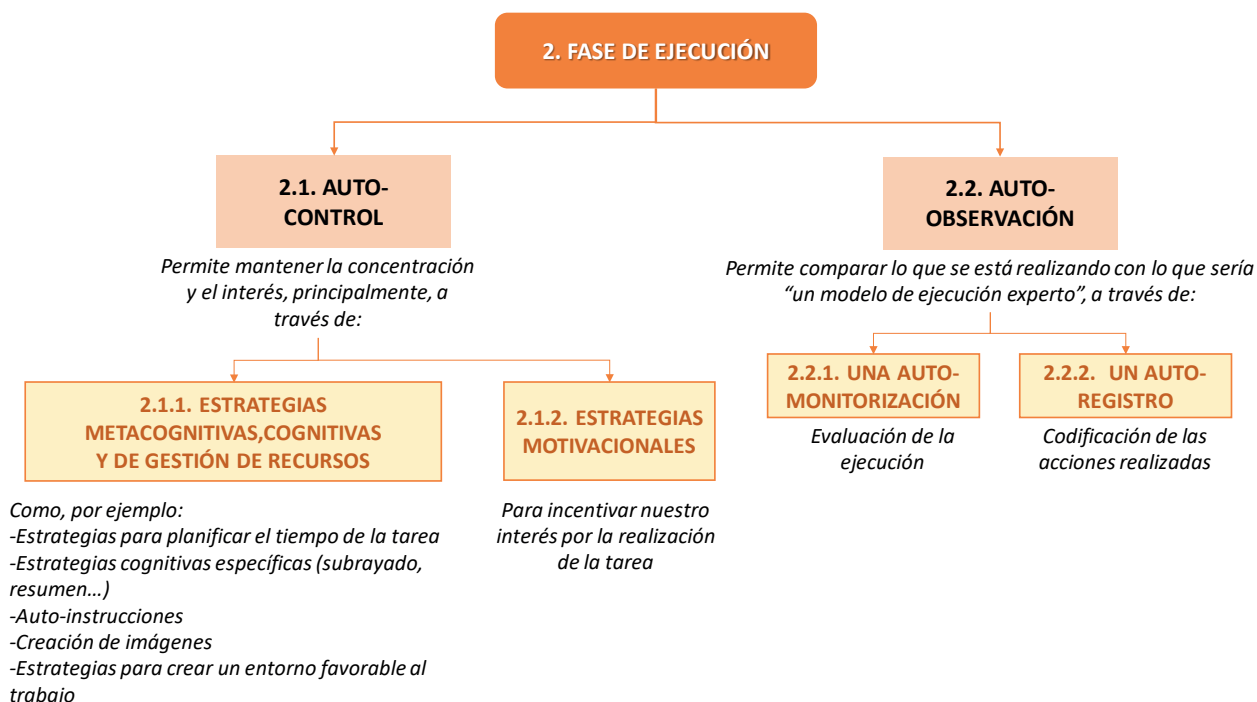 2. FASE DE EJECUCIÓN
2.1. AUTO-
CONTROL
Permite mantener la concentración
y el interés, principalmente, a
través de:
2.1.1. ESTRATEGIAS
METACOGNITIVAS,COGNITIVAS
Y DE GESTIÓN DE RECURSOS
Como, por ejemplo:
-Estrategias para planificar el tiempo de la tarea
-Estrategias cognitivas específicas (subrayado,
resumen…)
-Auto-instrucciones
-Creación de imágenes
-Estrategias para crear un entorno favorable al
trabajo
2.1.2. ESTRATEGIAS
MOTIVACIONALES
Para incentivar nuestro
interés por la realización
de la tarea
2.2. AUTO-
OBSERVACIÓN
Permite comparar lo que se está realizando con lo que sería
“un modelo de ejecución experto”, a través de:
2.2.1. UNA AUTO-
MONITORIZACIÓN
Evaluación de la
ejecución
2.2.2. UN AUTO-
REGISTRO
Codificación de las
acciones realizadas